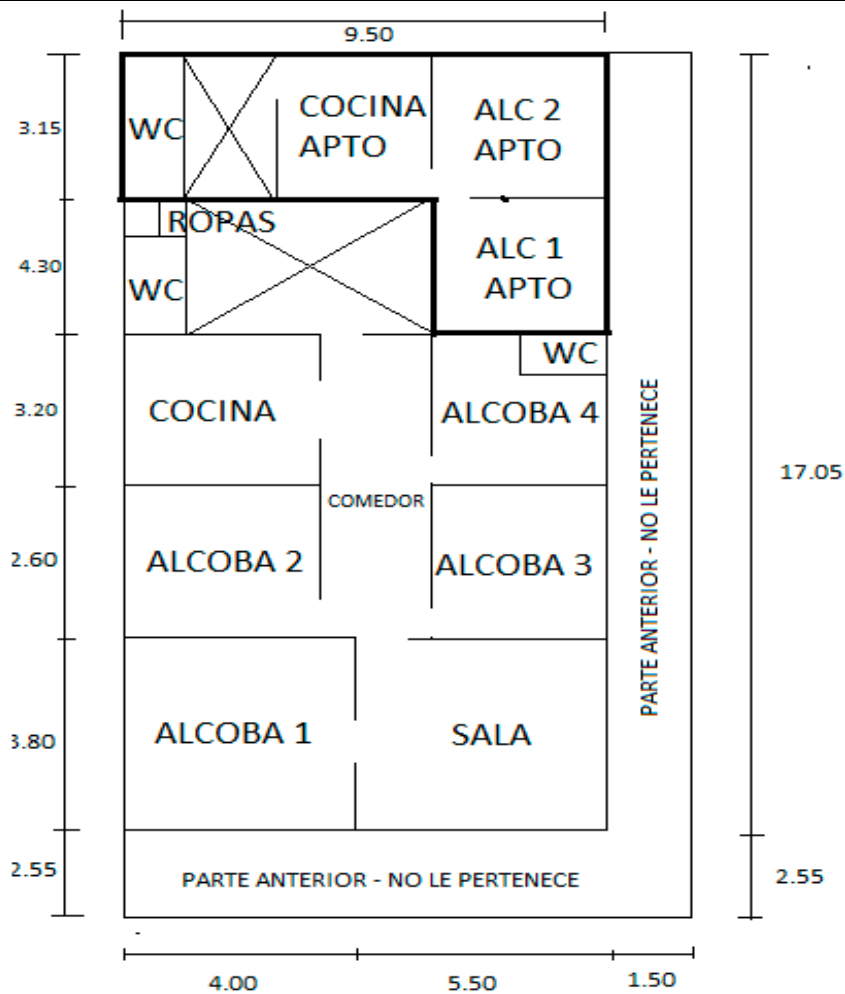 9.50
3.15
WC
COCINA
APTO
ALC 2
APTO
ROPAS
4.30
WC
ALC 1
APTO
WC
3.20
COCINA
ALCOBA 4
PARTE ANTERIOR - NO LE PERTENECE
17.05
COMEDOR
2.60
ALCOBA 2
ALCOBA 3
3.80
ALCOBA 1
SALA
2.55
PARTE ANTERIOR - NO LE PERTENECE
2.55
4.00
5.50
1.50